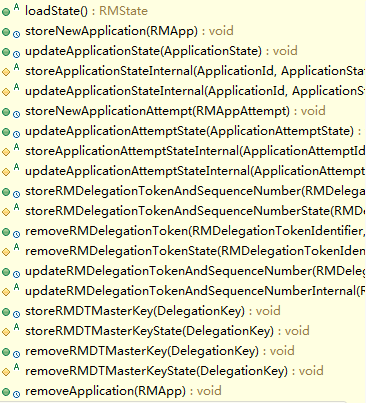 A loadState() : RMState
storeNewApplication(RMApp) : void
updateApplicationState(ApplicationState) : void
A storeApplicationStateInternal(ApplicationId, ApplicationSta
A updateApplicationStateInternal(ApplicationId, ApplicationS
storeNewApplicationAttempt(RMAppAttempt) : void
updateApplicationAttemptState(ApplicationAttemptState) :
A storeApplicationAttemptStateInternal(ApplicationAttemptId
A updateApplicationAttemptStateInternal(ApplicationAttempt
storeRMDelegationTokenAndSequenceNumber(RMDelega
A storeRMDelegationTokenAndSequenceNumberState(RMDe
removeRMDelegationToken(RMDelegationTokenIdentifier,
A removeRMDelegationTokenState(RMDelegationTokenIden
updateRMDelegationTokenAndSequenceNumber(RMDeleg
A updateRMDelegationTokenAndSequenceNumberInternal(R
storeRMDTMasterKey(DelegationKey) : void
A storeRMDTMasterKeyState(DelegationKey) : void
removeRMDTMasterKey(DelegationKey) : void
A removeRMDTMasterKeyState(DelegationKey) : void
removeApplication(RMApp) : void